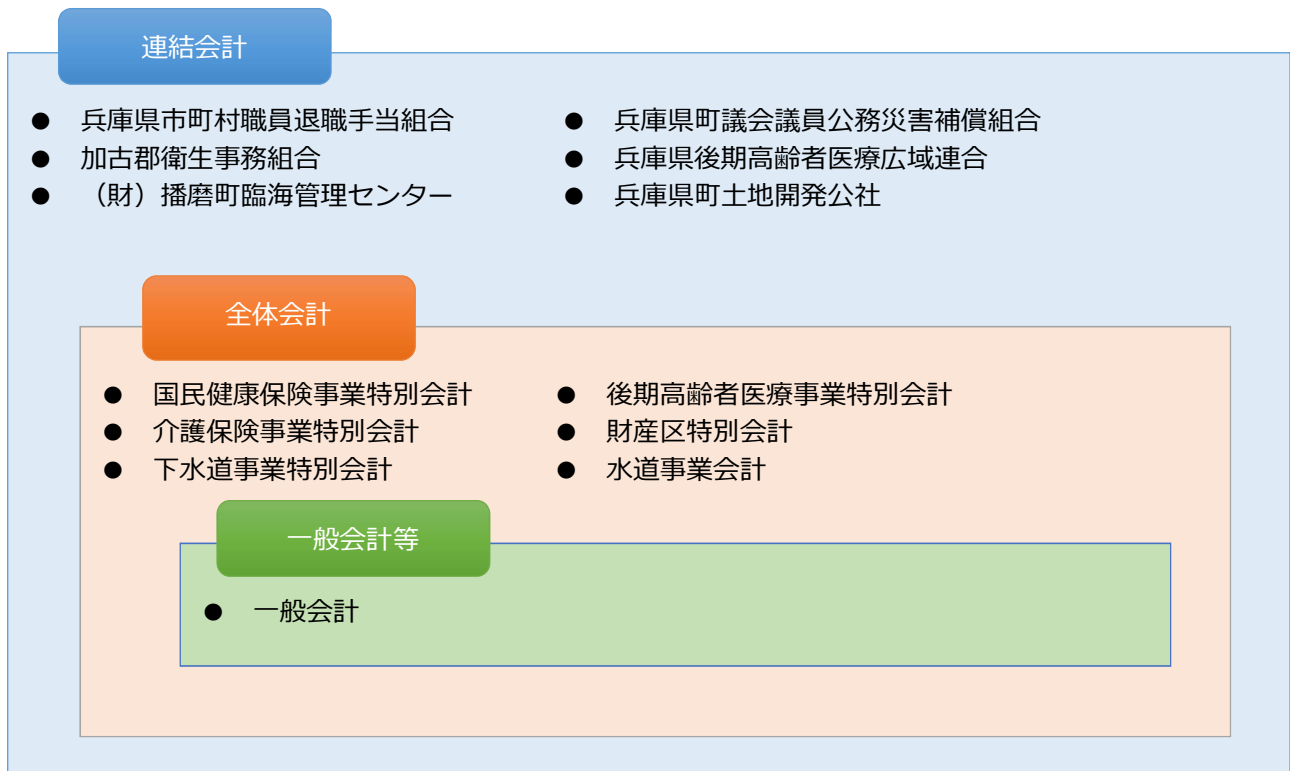 連結会計
● 兵庫県市町村職員退職手当組合 ● 兵庫県町議会議員公務災害補償組合
● 加古郡衛生事務組合 ● 兵庫県後期高齢者医療広域連合
● （財）播磨町臨海管理センター ● 兵庫県町土地開発公社
全体会計
● 国民健康保険事業特別会計 ● 後期高齢者医療事業特別会計
● 介護保険事業特別会計 ● 財産区特別会計
● 下水道事業特別会計 ● 水道事業会計
一般会計等
● 一般会計